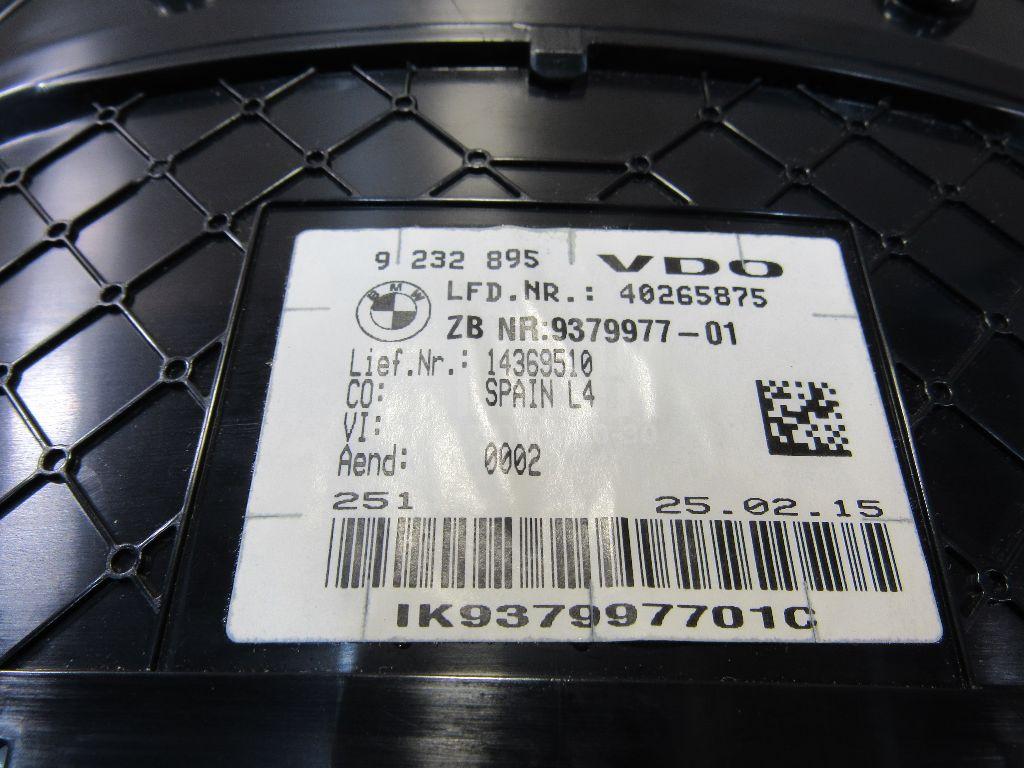 9 232 895 VDO
BMW
LFD.NR.: 40265875
ZB NR:9379977-01
Lief.Nr.: 14369510
CO: SPAIN L4
VI:
Aend: 0002
251 25.02.15
IK937997701C